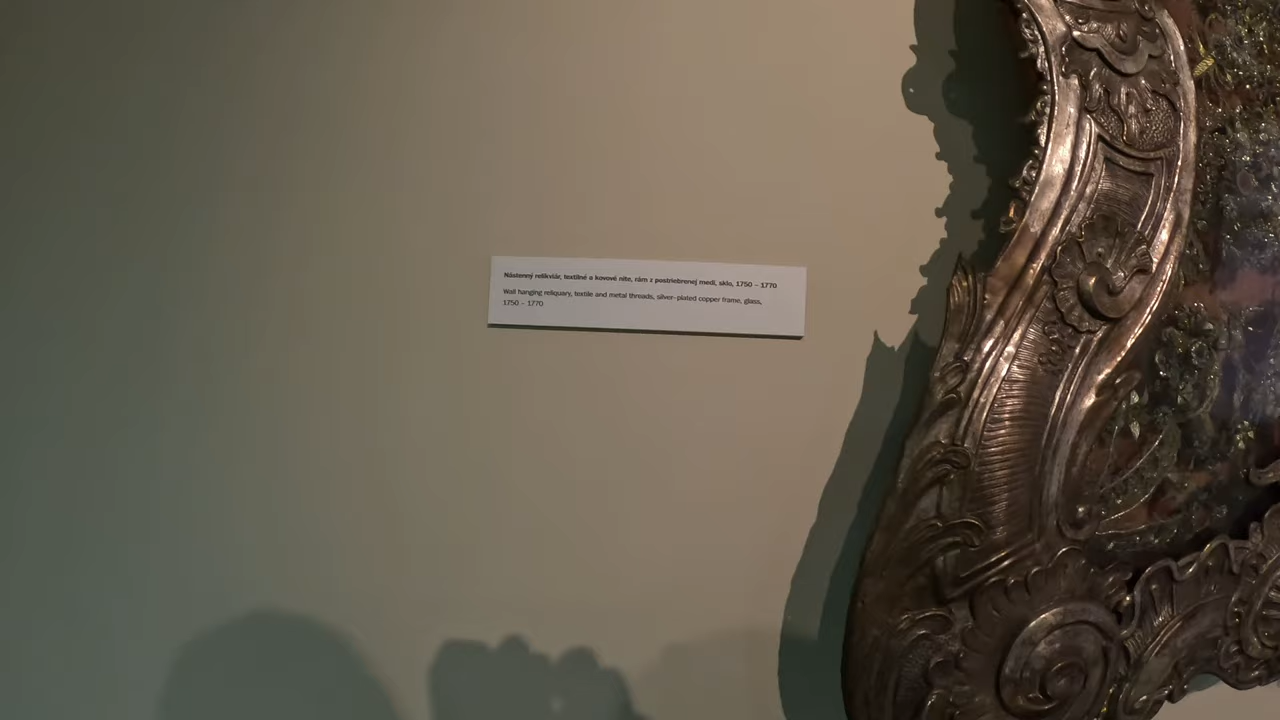 Nástenný relikviár, textilné a kovové nite, rám z postriebrenej medi, sklo, 1750 – 1770
Wall hanging reliquary, textile and metal threads, silver-plated copper frame, glass,
1750 – 1770